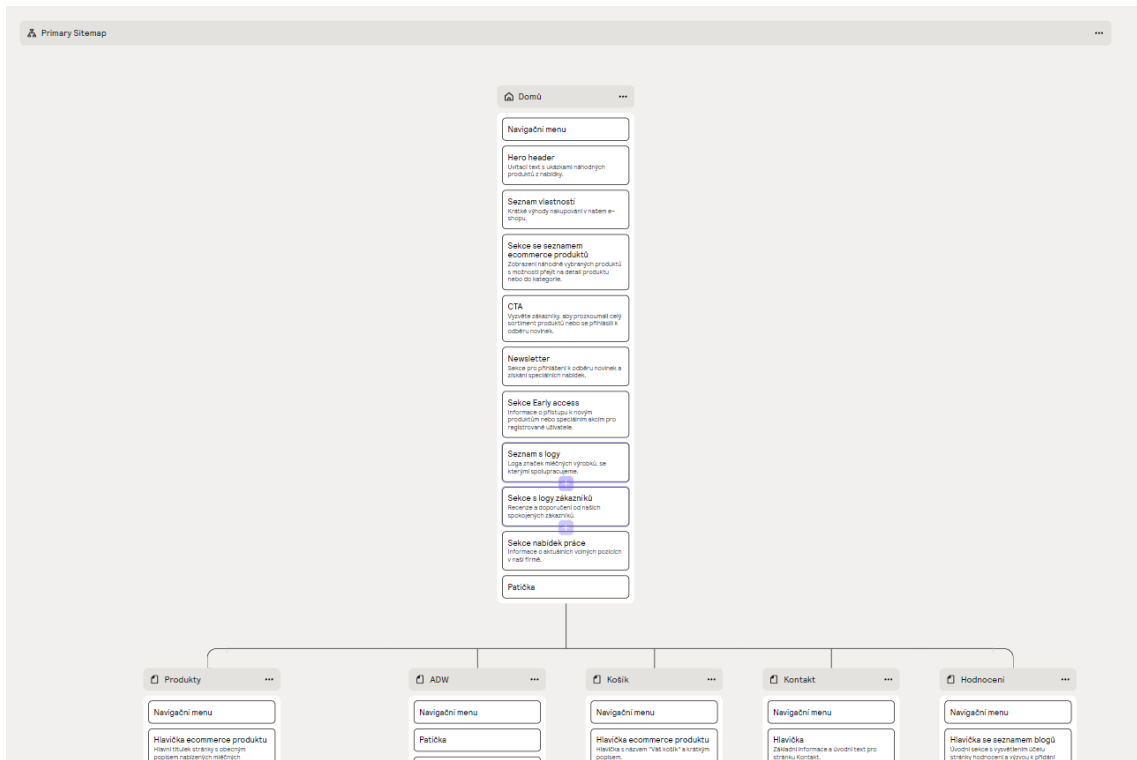 Primary Sitemap
Domů
Navigační menu
Hero header
Uvítací text s ukázkami náhodných
produktů z nabídky.
Seznam vlastností
Krátké výhody nakupování v našem e-
shopu.
Sekce se seznamem
ecommerce produktů
Zobrazení náhodně vybraných produktů
s možností přejít na detail produktu
nebo do kategorie.
CTA
Vyzvěte zákazníky, aby prozkoumali celý
sortiment produktů nebo se přihlásili k
odběru novinek.
Newsletter
Sekce pro přihlášení k odběru novinek a
získání speciálních nabídek.
Sekce Early access
Informace o přístupu k novým
produktům nebo speciálním akcím pro
registrované uživatele.
Seznam s logy
Loga značek mléčných výrobků, se
kterými spolupracujeme.
Sekce s logy zákazníků
Recenze a doporučení od našich
spokojených zákazníků.
Sekce nabídek práce
Informace o aktuálních volných pozicích
v naší firmě.
Patička
Produkty
Navigační menu
Hlavička ecommerce produktu
Hlavní titulek stránky s obecným
popisem nabízených mléčných
ADW
Navigační menu
Patička
Košík
Navigační menu
Hlavička ecommerce produktu
Hlavička s názvem "Váš košík" a krátkým
popisem.
Kontakt
Navigační menu
Hlavička
Základní informace a úvodní text pro
stránku Kontakt.
Hodnocení
Navigační menu
Hlavička se seznamem blogů
Úvodní sekce s vysvětlením účelu
stránky hodnocení a výzvou k přidání